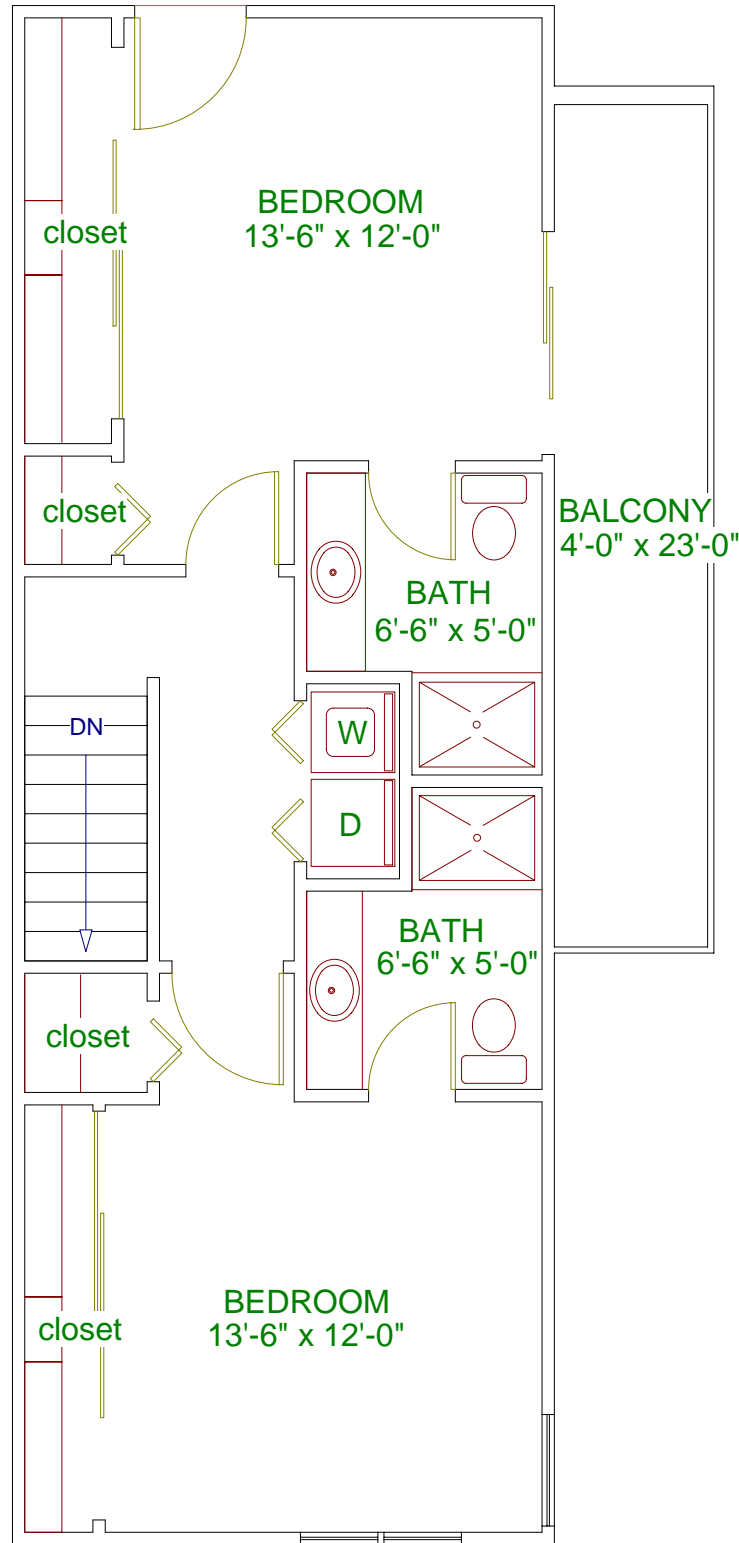 BEDROOM
13'-6" x 12'-0"
closet
closet
BALCONY
4'-0" x 23'-0"
BATH
6'-6" x 5'-0"
DN
W
D
BATH
6'-6" x 5'-0"
closet
BEDROOM
13'-6" x 12'-0"
closet